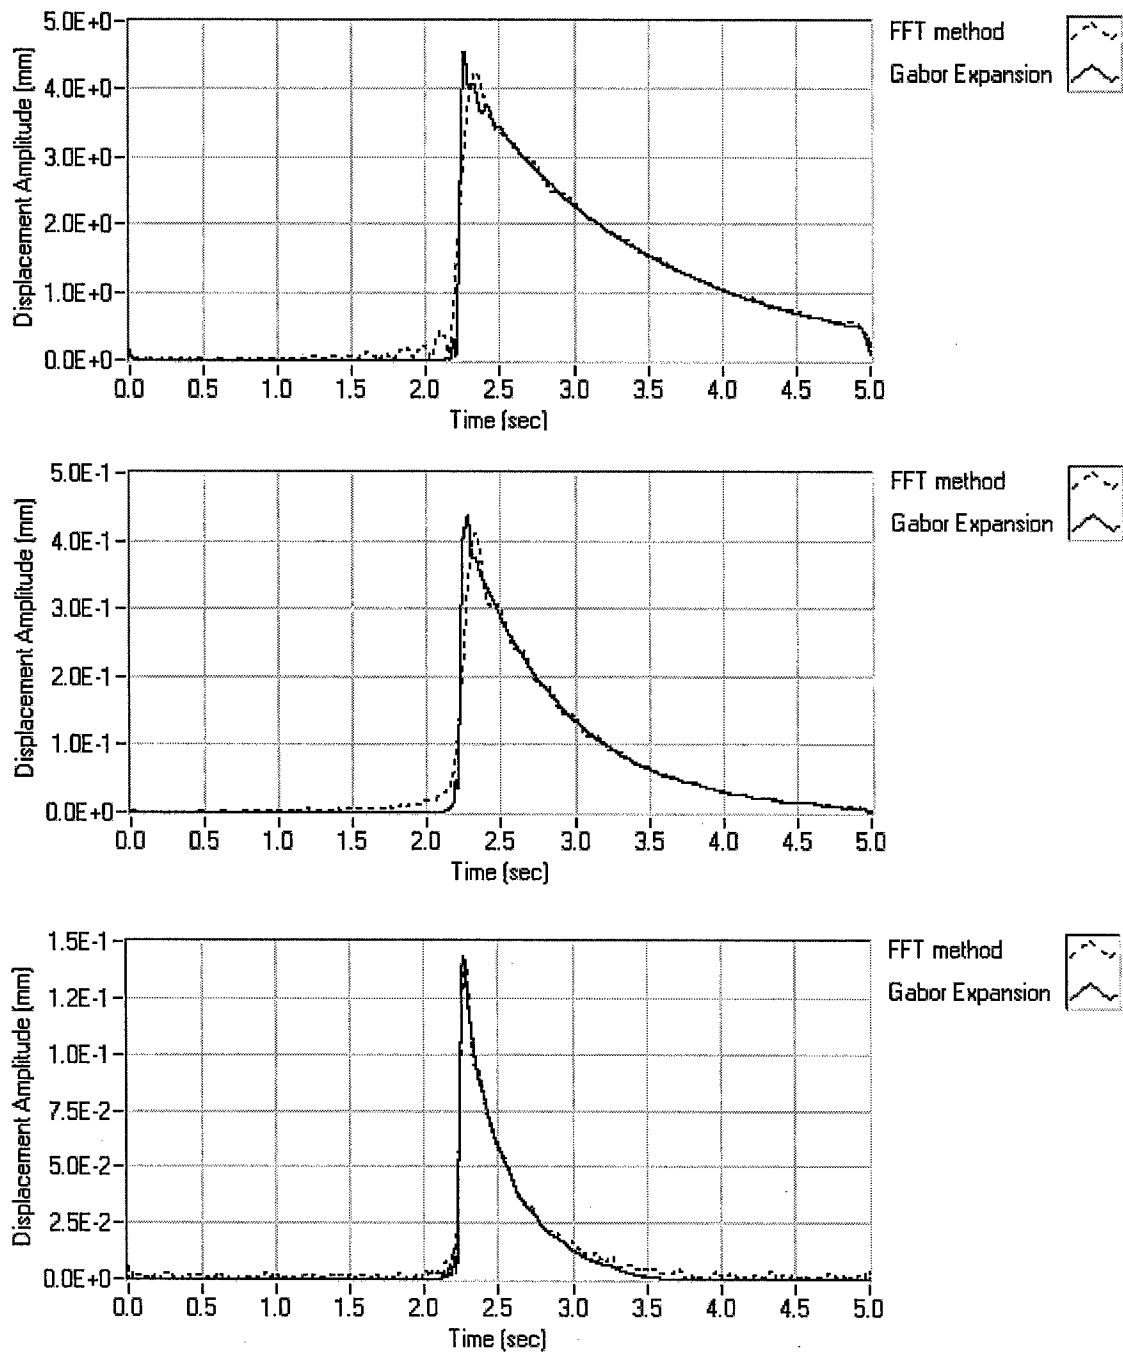 5.0E+0
4.0E+0
3.0E+0
2.0E+0
1.0E+0
0.0E+0
Displacement Amplitude (mm)
0.0 0.5 1.0 1.5 2.0 2.5 3.0 3.5 4.0 4.5 5.0
Time (sec)
FFT method
Gabor Expansion
5.0E-1
4.0E-1
3.0E-1
2.0E-1
1.0E-1
0.0E+0
Displacement Amplitude (mm)
0.0 0.5 1.0 1.5 2.0 2.5 3.0 3.5 4.0 4.5 5.0
Time (sec)
FFT method
Gabor Expansion
1.5E-1
1.2E-1
1.0E-1
7.5E-2
5.0E-2
2.5E-2
0.0E+0
Displacement Amplitude (mm)
0.0 0.5 1.0 1.5 2.0 2.5 3.0 3.5 4.0 4.5 5.0
Time (sec)
FFT method
Gabor Expansion